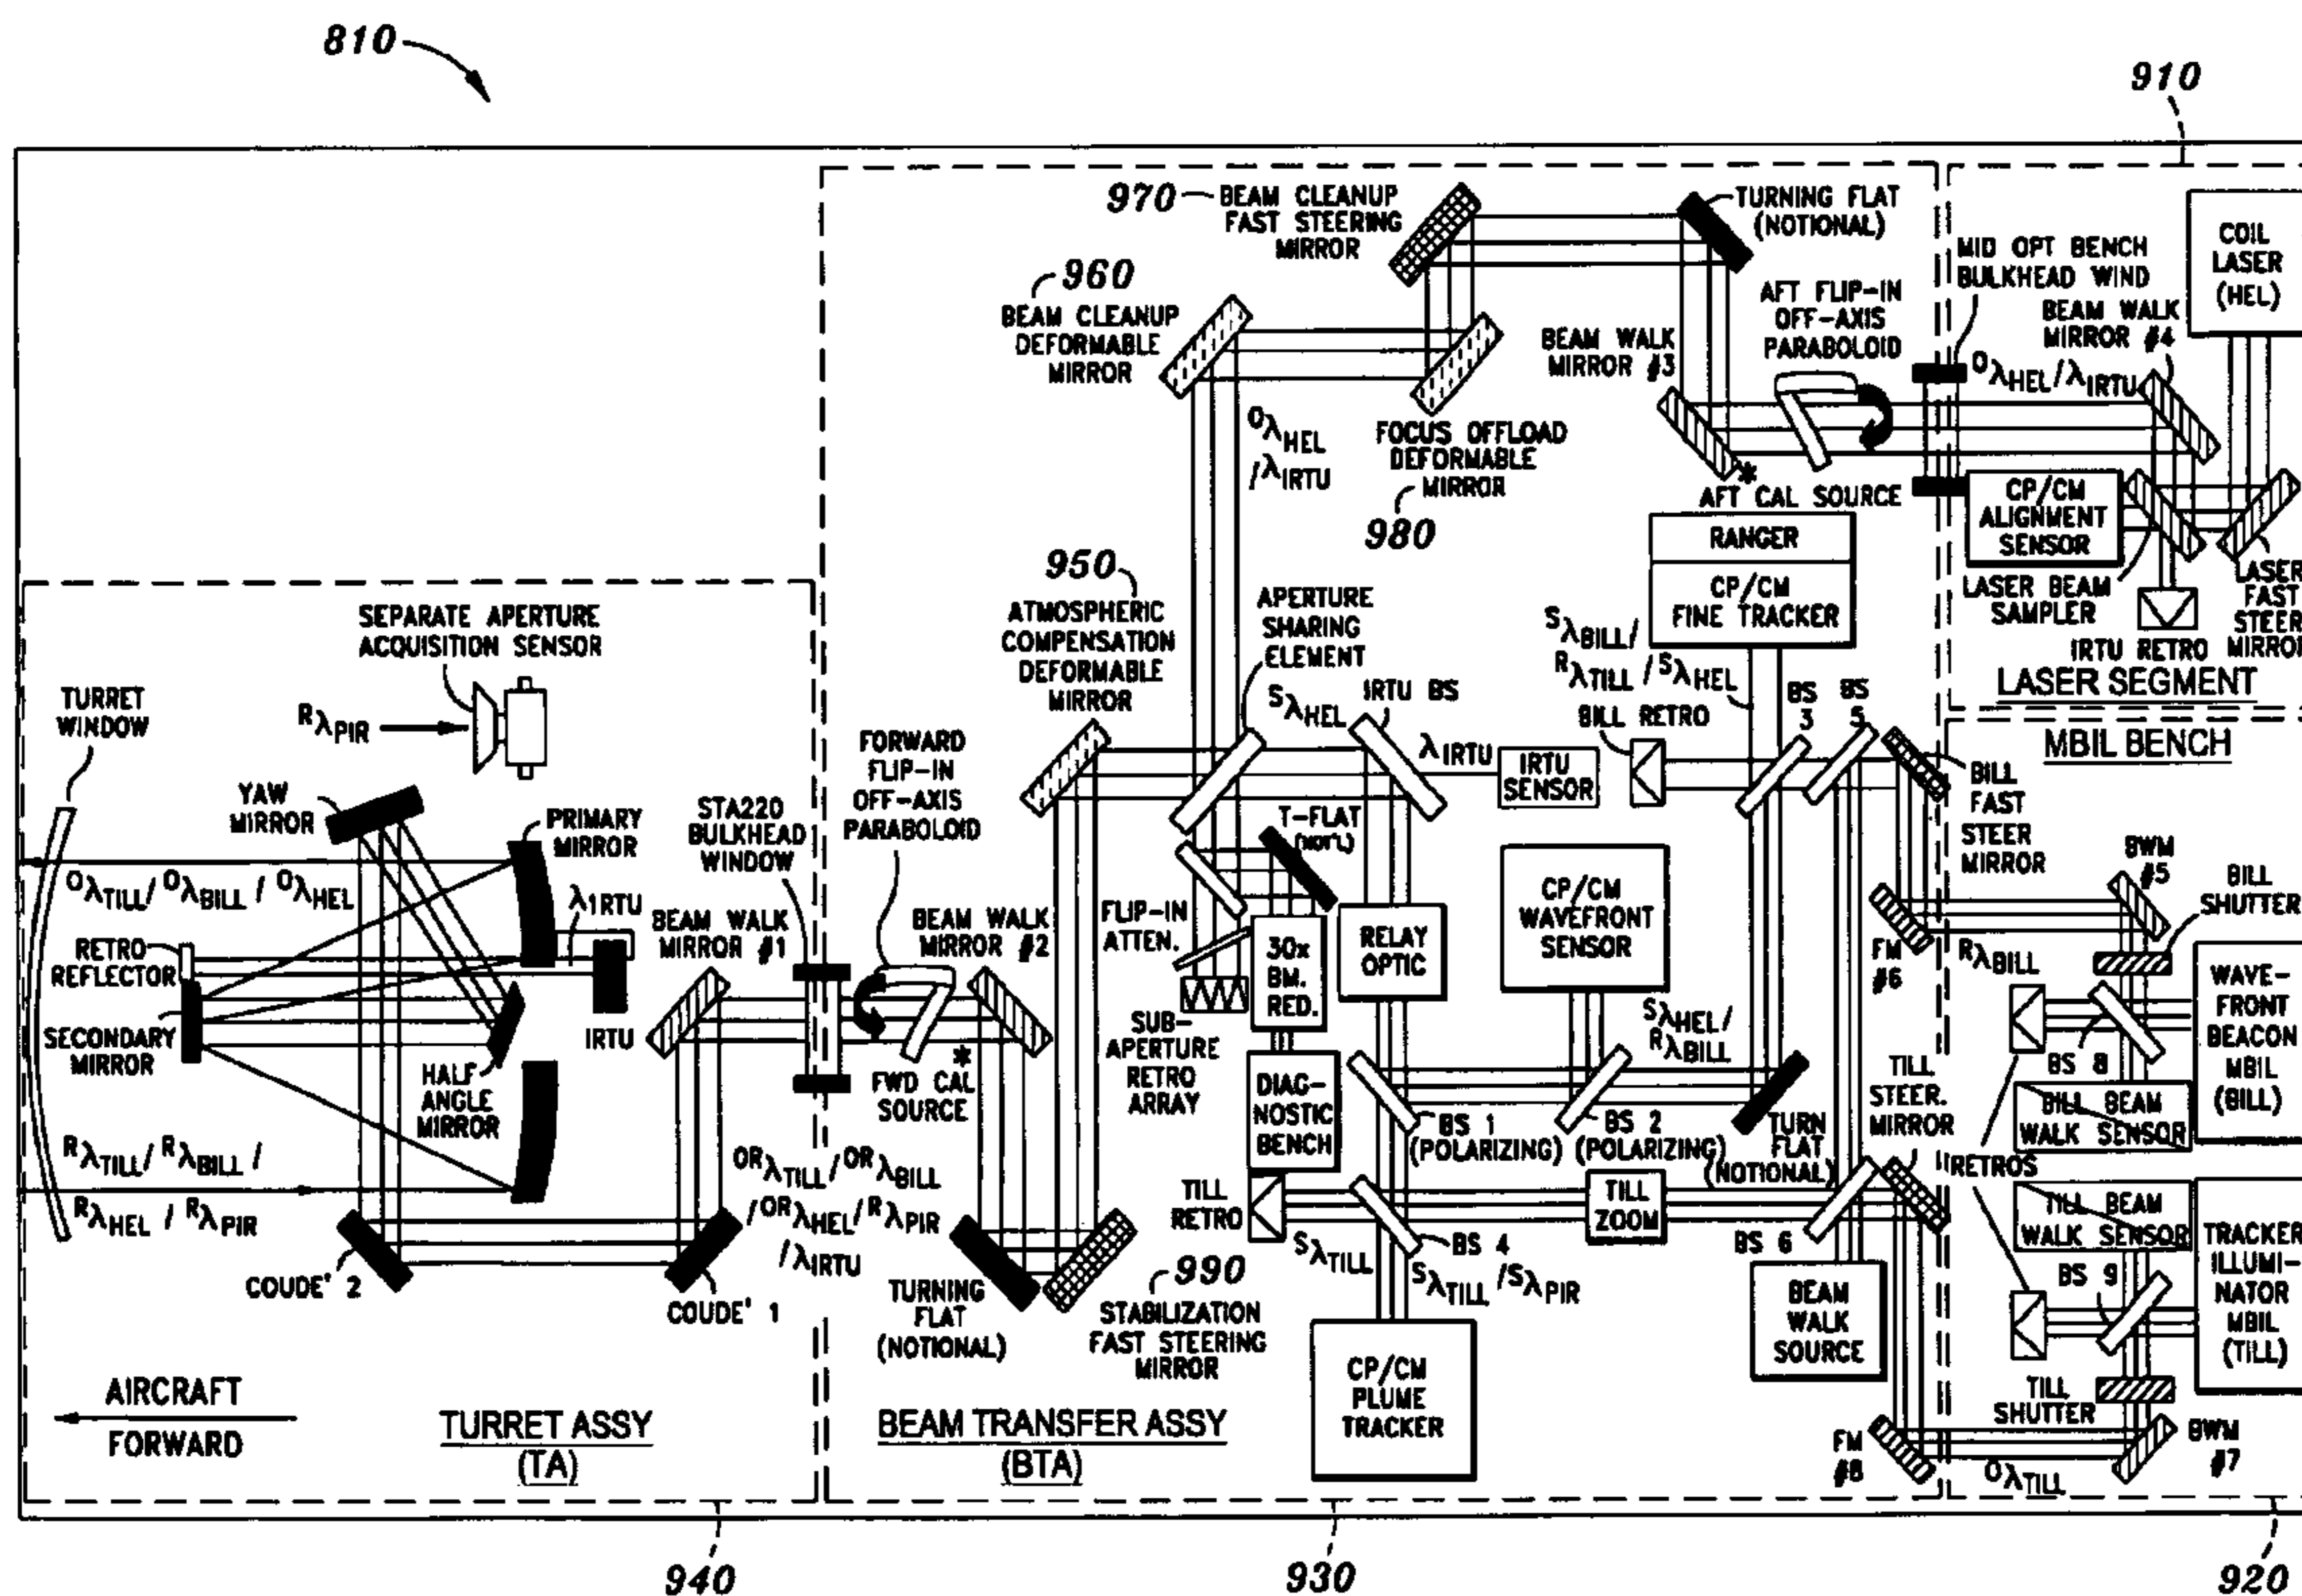 810
910
970
BEAM CLEANUP
FAST STEERING
MIRROR
TURNING FLAT
(NOTIONAL)
MID OPT BENCH
BULKHEAD WIND
COIL
LASER
(HEL)
960
BEAM CLEANUP
DEFORMABLE
MIRROR
AFT FLIP-IN
OFF-AXIS
PARABOLOID
BEAM WALK
MIRROR #3
BEAM WALK
MIRROR #4
OλHEL/λIRTU
OλHEL
/λIRTU
FOCUS OFFLOAD
DEFORMABLE
MIRROR
980
*
AFT CAL SOURCE
RANGER
CP/CM
FINE TRACKER
CP/CM
ALIGNMENT
SENSOR
LASER BEAM
SAMPLER
IRTU RETRO
LASER
FAST
STEER
MIRROR
LASER SEGMENT
950
ATMOSPHERIC
COMPENSATION
DEFORMABLE
MIRROR
APERTURE
SHARING
ELEMENT
SλHEL
IRTU BS
λIRTU
IRTU
SENSOR
SλBILL/
RλTILL/SλHEL
BILL RETRO
BS
3
BS
5
MBIL BENCH
BILL
FAST
STEER
MIRROR
SEPARATE APERTURE
ACQUISITION SENSOR
TURRET
WINDOW
RλPIR
YAW
MIRROR
PRIMARY
MIRROR
STA220
BULKHEAD
WINDOW
FORWARD
FLIP-IN
OFF-AXIS
PARABOLOID
T-FLAT
(NOT'L)
OλTILL/OλBILL/OλHEL
λ1RTU
RETRO
REFLECTOR
BEAM WALK
MIRROR #1
BEAM WALK
MIRROR #2
FLIP-IN
ATTEN.
30x
BM.
RED.
RELAY
OPTIC
CP/CM
WAVEFRONT
SENSOR
BWM
#5
BILL
SHUTTER
FM
#6
RλBILL
WAVE-
FRONT
BEACON
MBIL
(BILL)
SECONDARY
MIRROR
HALF
ANGLE
MIRROR
IRTU
*
FWD CAL
SOURCE
SUB-
APERTURE
RETRO
ARRAY
DIAG-
NOSTIC
BENCH
SλHEL/
RλBILL
BS 8
BILL BEAM
WALK SENSOR
BS 1
(POLARIZING)
BS 2
(POLARIZING)
TURN
FLAT
(NOTIONAL)
TILL
STEER.
MIRROR
RETROS
RλTILL/RλBILL/
RλHEL/RλPIR
ORλTILL/ORλBILL
/ORλHEL/RλPIR
/λIRTU
TILL
RETRO
TILL
ZOOM
TILL BEAM
WALK SENSOR
SλTILL
BS 4
SλTILL/SλPIR
BS 6
BS 9
TRACKER
ILLUMI-
NATOR
MBIL
(TILL)
COUDE' 2
COUDE' 1
TURNING
FLAT
(NOTIONAL)
990
STABILIZATION
FAST STEERING
MIRROR
CP/CM
PLUME
TRACKER
BEAM
WALK
SOURCE
TILL
SHUTTER
AIRCRAFT
FORWARD
TURRET ASSY
(TA)
BEAM TRANSFER ASSY
(BTA)
FM
#8
OλTILL
BWM
#7
940
930
920